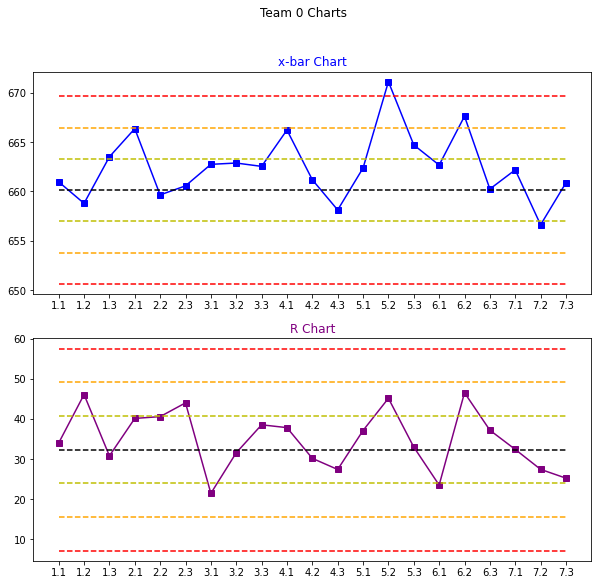 Team 0 Charts
x-bar Chart
670
665
660
655
650
1.1 1.2 1.3 2.1 2.2 2.3 3.1 3.2 3.3 4.1 4.2 4.3 5.1 5.2 5.3 6.1 6.2 6.3 7.1 7.2 7.3
R Chart
60
50
40
30
20
10
1.1 1.2 1.3 2.1 2.2 2.3 3.1 3.2 3.3 4.1 4.2 4.3 5.1 5.2 5.3 6.1 6.2 6.3 7.1 7.2 7.3